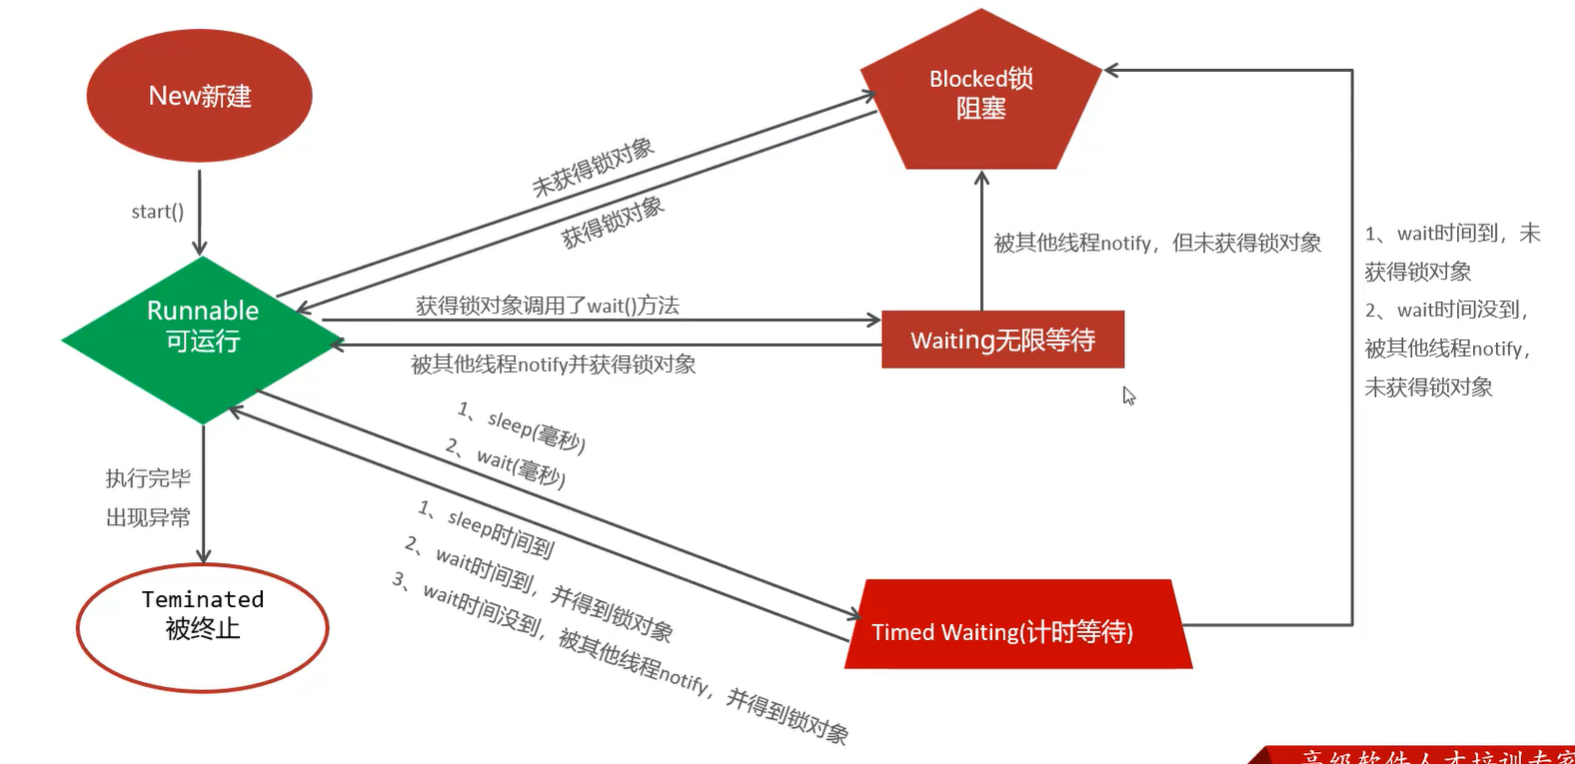 New新建
start()
Runnable
可运行
执行完毕
出现异常
Teminated
被终止
未获得锁对象
获得锁对象
Blocked锁
阻塞
获得锁对象调用了wait()方法
被其他线程notify并获得锁对象
Waiting无限等待
被其他线程notify，但未获得锁对象
1、sleep(毫秒)
2、wait(毫秒)
1、sleep时间到
2、wait时间到，并得到锁对象
3、wait时间没到，被其他线程notify，并得到锁对象
Timed Waiting(计时等待)
1、wait时间到，未
获得锁对象
2、wait时间没到，
被其他线程notify，
未获得锁对象
高级软件人才培训专家